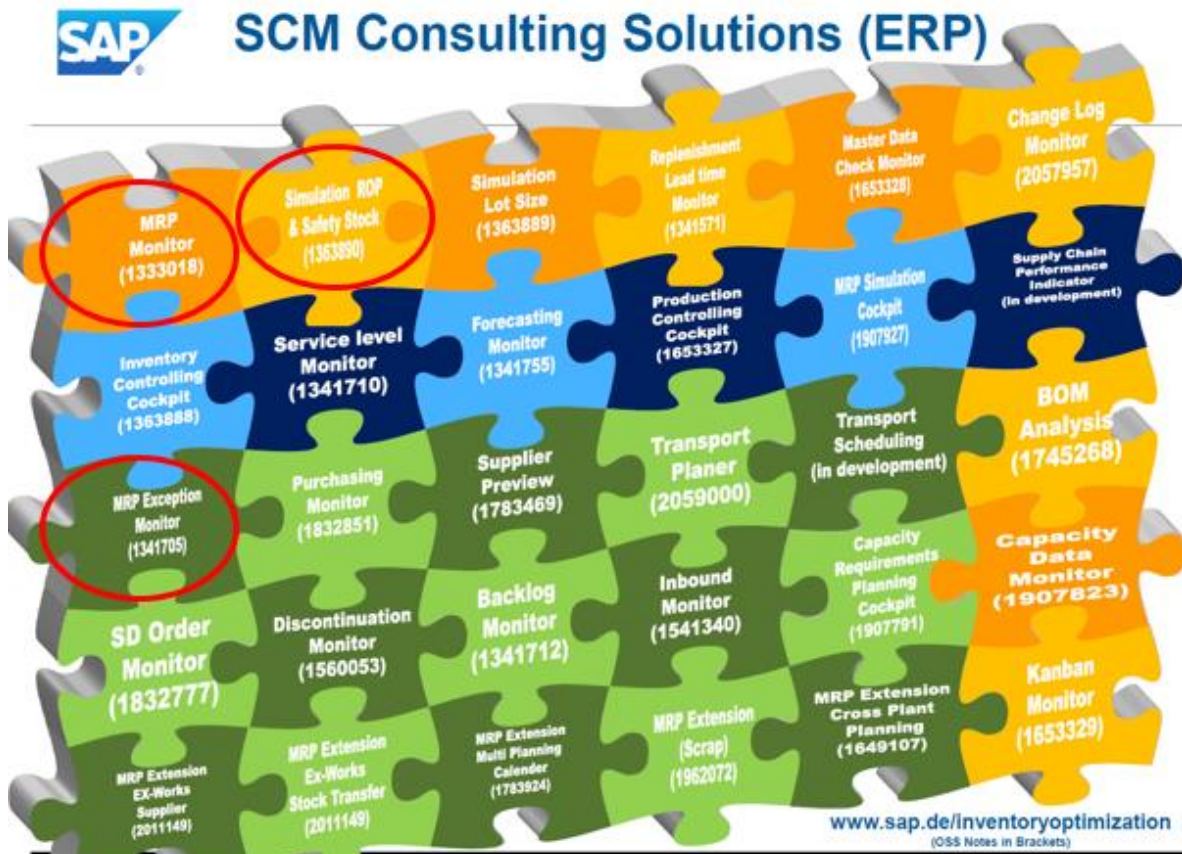 SAP
SCM Consulting Solutions (ERP)
MRP
Monitor
(1333018)
Simulation ROP
& Safety Stock
(1363890)
Simulation
Lot Size
(1363889)
Replenishment
Lead time
Monitor
(1341571)
Master Data
Check Monitor
(1653328)
Change Log
Monitor
(2057957)
Inventory
Controlling
Cockpit
(1363888)
Service level
Monitor
(1341710)
Forecasting
Monitor
(1341755)
Production
Controlling
Cockpit
(1653327)
MRP Simulation
Cockpit
(1907927)
Supply Chain
Performance
Indicator
(in development)
MRP Exception
Monitor
(1341705)
Purchasing
Monitor
(1832851)
Supplier
Preview
(1783469)
Transport
Planer
(2059000)
Transport
Scheduling
(in development)
BOM
Analysis
(1745268)
SD Order
Monitor
(1832777)
Discontinuation
Monitor
(1560053)
Backlog
Monitor
(1341712)
Inbound
Monitor
(1541340)
Capacity
Requirements
Planning
Cockpit
(1907791)
Capacity
Data
Monitor
(1907823)
MRP Extension
EX-Works
Supplier
(2011149)
MRP Extension
Ex-Works
Stock Transfer
(2011149)
MRP Extension
Multi Planning
Calender
(1783924)
MRP Extension
(Scrap)
(1962072)
MRP Extension
Cross Plant
Planning
(1649107)
Kanban
Monitor
(1653329)
www.sap.de/inventoryoptimization
(OSS Notes in Brackets)